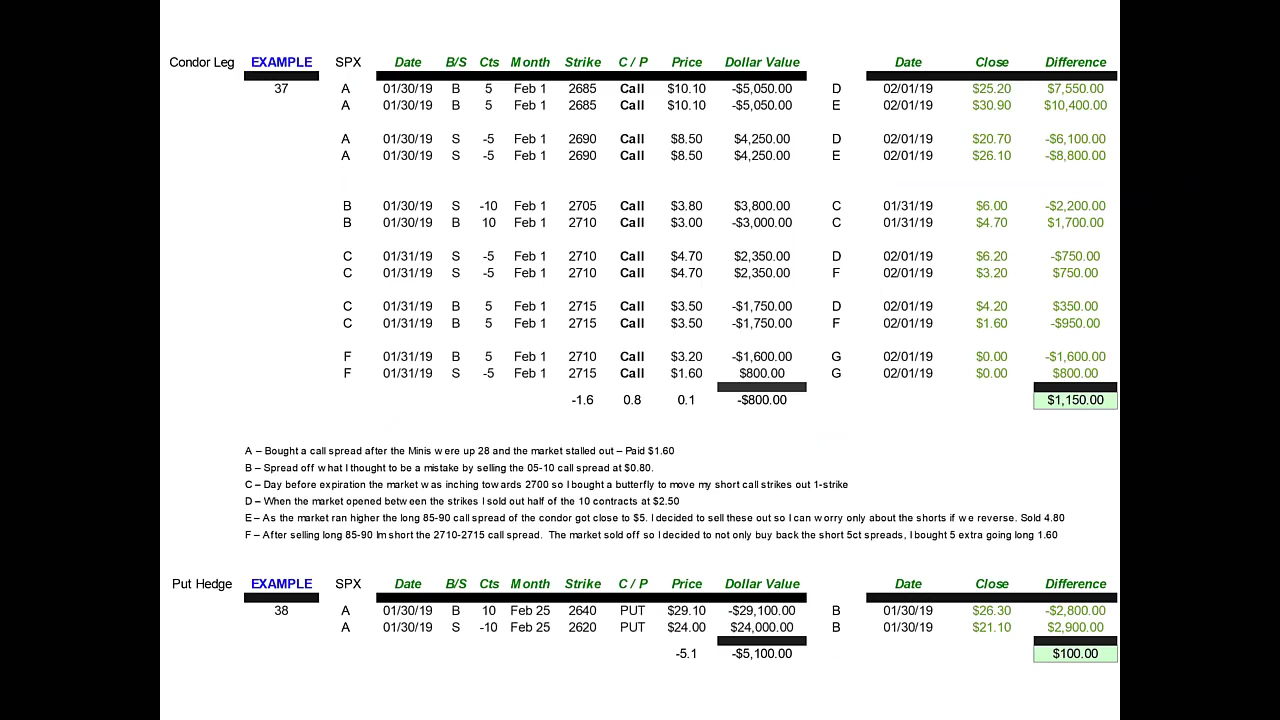 Condor Leg EXAMPLE SPX Date B/S Cts Month Strike C / P Price Dollar Value Date Close Difference
37 A 01/30/19 B 5 Feb 1 2685 Call $10.10 -$5,050.00 D 02/01/19 $25.20 $7,550.00
A 01/30/19 B 5 Feb 1 2685 Call $10.10 -$5,050.00 E 02/01/19 $30.90 $10,400.00
A 01/30/19 S -5 Feb 1 2690 Call $8.50 $4,250.00 D 02/01/19 $20.70 -$6,100.00
A 01/30/19 S -5 Feb 1 2690 Call $8.50 $4,250.00 E 02/01/19 $26.10 -$8,800.00
B 01/30/19 S -10 Feb 1 2705 Call $3.80 $3,800.00 C 01/31/19 $6.00 -$2,200.00
B 01/30/19 B 10 Feb 1 2710 Call $3.00 -$3,000.00 C 01/31/19 $4.70 $1,700.00
C 01/31/19 S -5 Feb 1 2710 Call $4.70 $2,350.00 D 02/01/19 $6.20 -$750.00
C 01/31/19 S -5 Feb 1 2710 Call $4.70 $2,350.00 F 02/01/19 $3.20 $750.00
C 01/31/19 B 5 Feb 1 2715 Call $3.50 -$1,750.00 D 02/01/19 $4.20 $350.00
C 01/31/19 B 5 Feb 1 2715 Call $3.50 -$1,750.00 F 02/01/19 $1.60 -$950.00
F 01/31/19 B 5 Feb 1 2710 Call $3.20 -$1,600.00 G 02/01/19 $0.00 -$1,600.00
F 01/31/19 S -5 Feb 1 2715 Call $1.60 $800.00 G 02/01/19 $0.00 $800.00
-1.6 0.8 0.1 -$800.00 $1,150.00
A – Bought a call spread after the Minis were up 28 and the market stalled out – Paid $1.60
B – Spread off what I thought to be a mistake by selling the 05-10 call spread at $0.80.
C – Day before expiration the market was inching towards 2700 so I bought a butterfly to move my short call strikes out 1-strike
D – When the market opened between the strikes I sold out half of the 10 contracts at $2.50
E – As the market ran higher the long 85-90 call spread of the condor got close to $5. I decided to sell these out so I can worry only about the shorts if we reverse. Sold 4.80
F – After selling long 85-90 Im short the 2710-2715 call spread. The market sold off so I decided to not only buy back the short 5ct spreads, I bought 5 extra going long 1.60
Put Hedge EXAMPLE SPX Date B/S Cts Month Strike C / P Price Dollar Value Date Close Difference
38 A 01/30/19 B 10 Feb 25 2640 PUT $29.10 -$29,100.00 B 01/30/19 $26.30 -$2,800.00
A 01/30/19 S -10 Feb 25 2620 PUT $24.00 $24,000.00 B 01/30/19 $21.10 $2,900.00
-5.1 -$5,100.00 $100.00